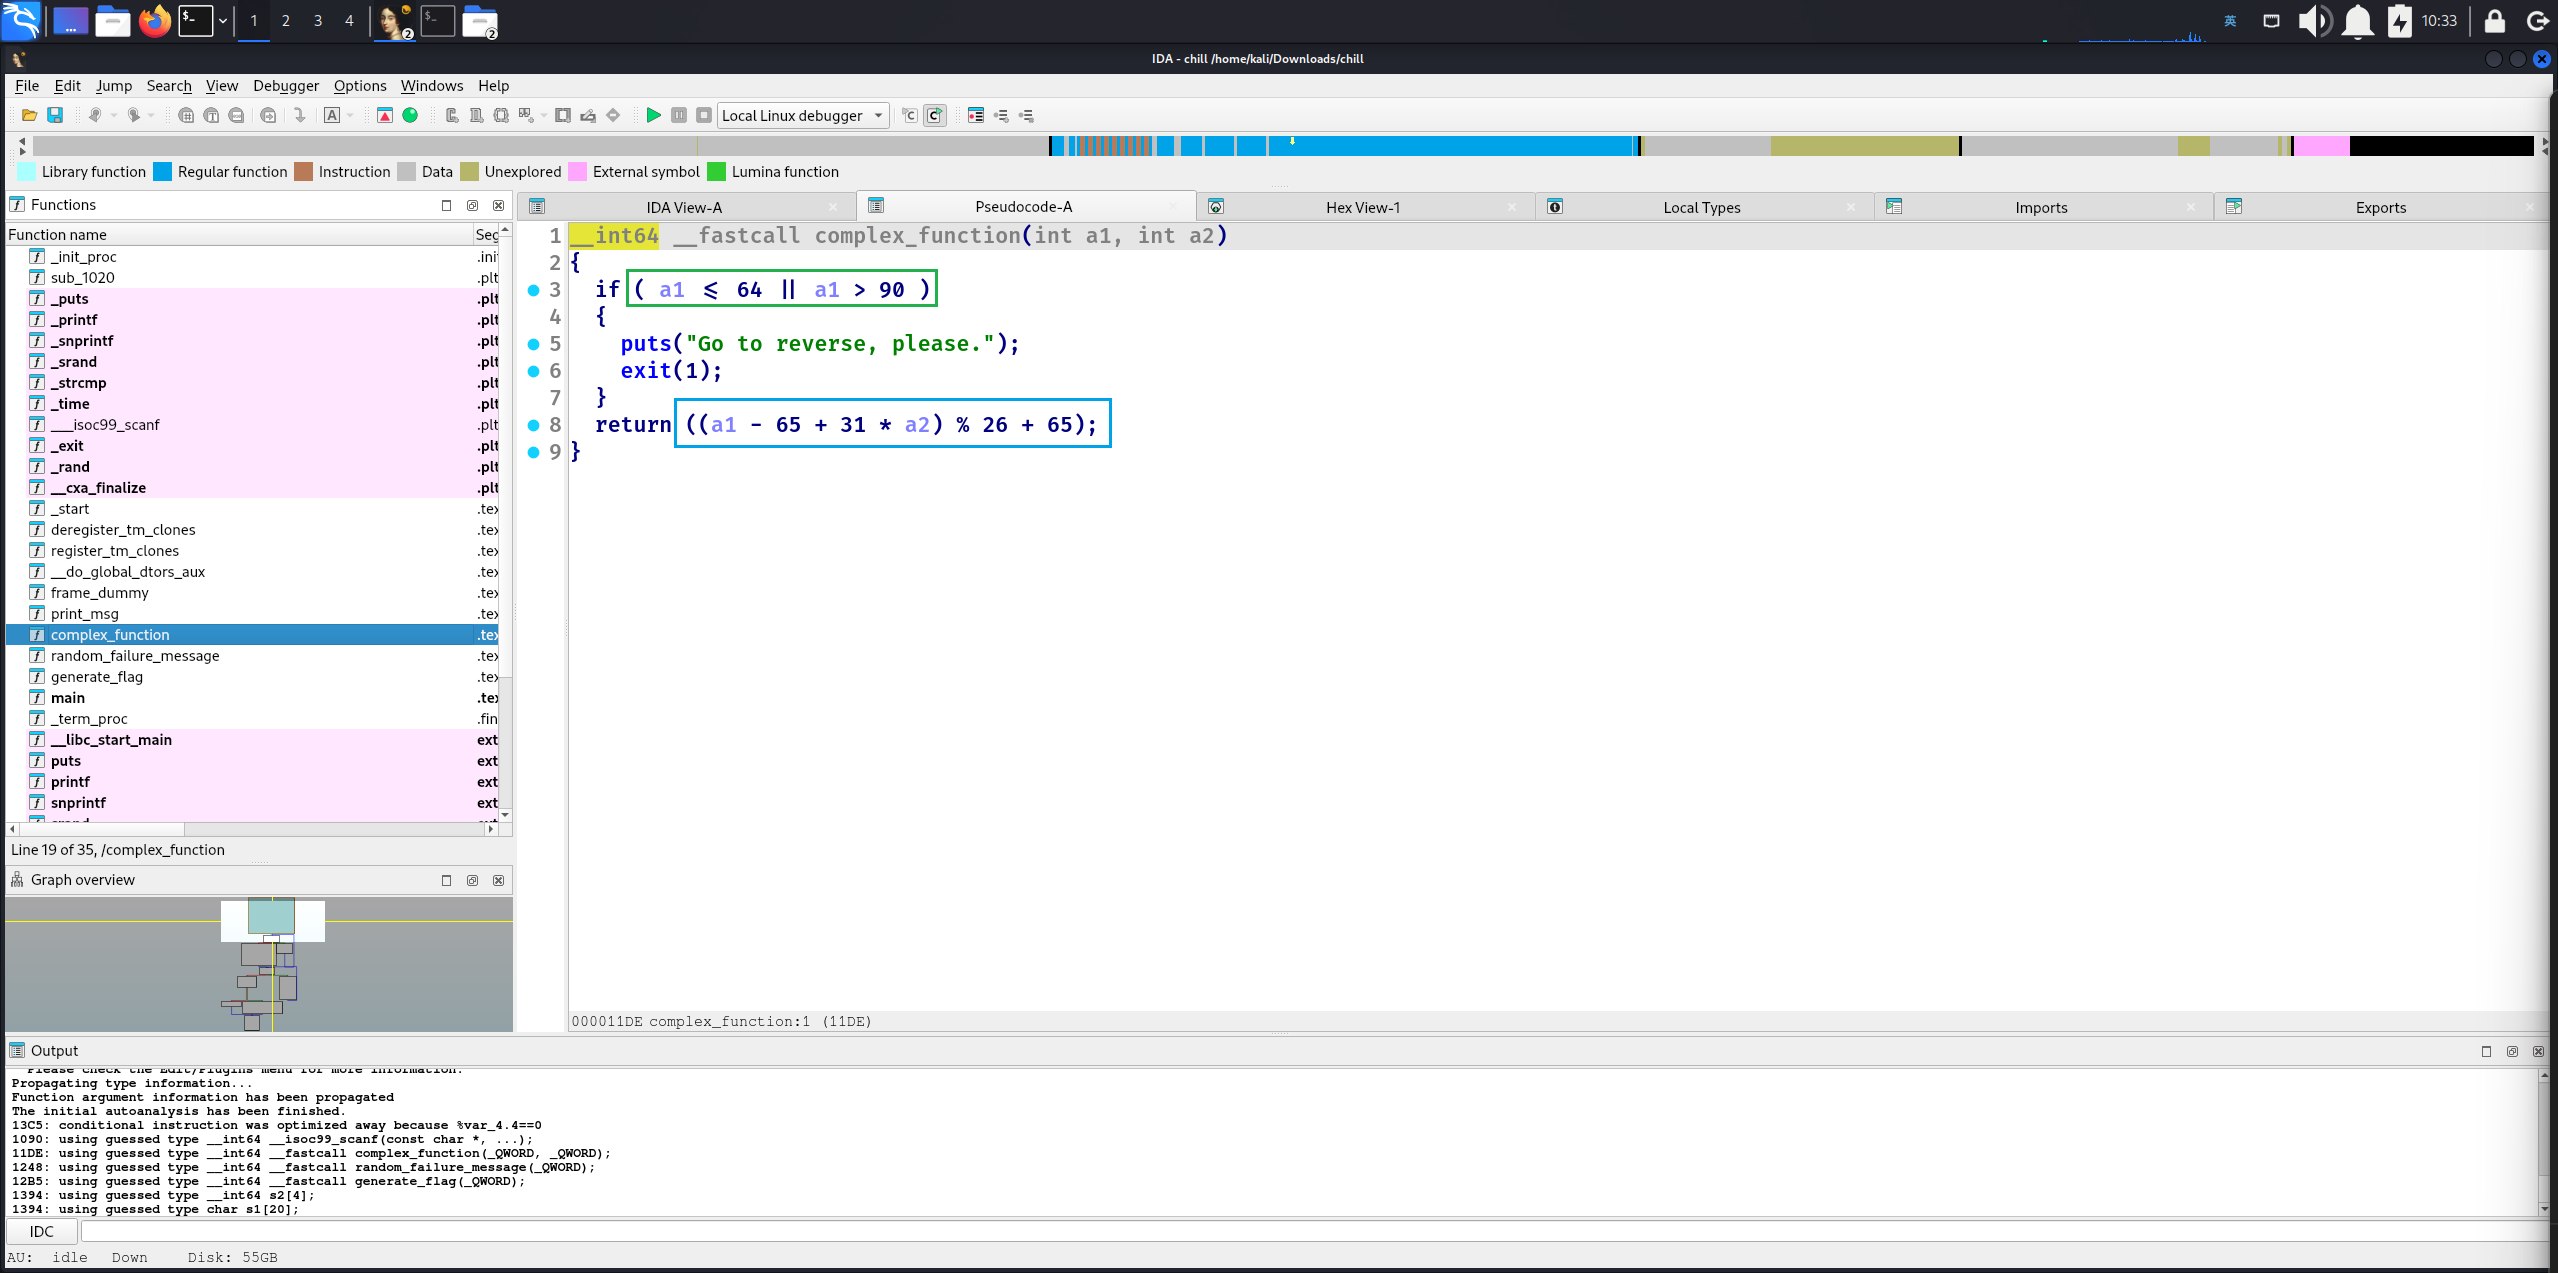 1 2 3 4
2
2
英
10:33
IDA - chill /home/kali/Downloads/chill
File Edit Jump Search View Debugger Options Windows Help
Local Linux debugger
Library function Regular function Instruction Data Unexplored External symbol Lumina function
Functions
Function name Seg
_init_proc .ini
sub_1020 .plt
_puts .plt
_printf .plt
_snprintf .plt
_srand .plt
_strcmp .plt
_time .plt
___isoc99_scanf .plt
_exit .plt
_rand .plt
__cxa_finalize .plt
_start .tex
deregister_tm_clones .tex
register_tm_clones .tex
__do_global_dtors_aux .tex
frame_dummy .tex
print_msg .tex
complex_function .tex
random_failure_message .tex
generate_flag .tex
main .tex
_term_proc .fin
__libc_start_main ext
puts ext
printf ext
snprintf ext
Line 19 of 35, /complex_function
Graph overview
IDA View-A Pseudocode-A Hex View-1 Local Types Imports Exports
1 __int64 __fastcall complex_function(int a1, int a2)
2 {
3 if ( a1 <= 64 || a1 > 90 )
4 {
5 puts("Go to reverse, please.");
6 exit(1);
7 }
8 return ((a1 - 65 + 31 * a2) % 26 + 65);
9 }
000011DE complex_function:1 (11DE)
Output
Please check the Edit/Plugins menu for more information.
Propagating type information...
Function argument information has been propagated
The initial autoanalysis has been finished.
13C5: conditional instruction was optimized away because %var_4.4==0
1090: using guessed type __int64 __isoc99_scanf(const char *, ...);
11DE: using guessed type __int64 __fastcall complex_function(_QWORD, _QWORD);
1248: using guessed type __int64 __fastcall random_failure_message(_QWORD);
12B5: using guessed type __int64 __fastcall generate_flag(_QWORD);
1394: using guessed type __int64 s2[4];
1394: using guessed type char s1[20];
IDC
AU: idle Down Disk: 55GB